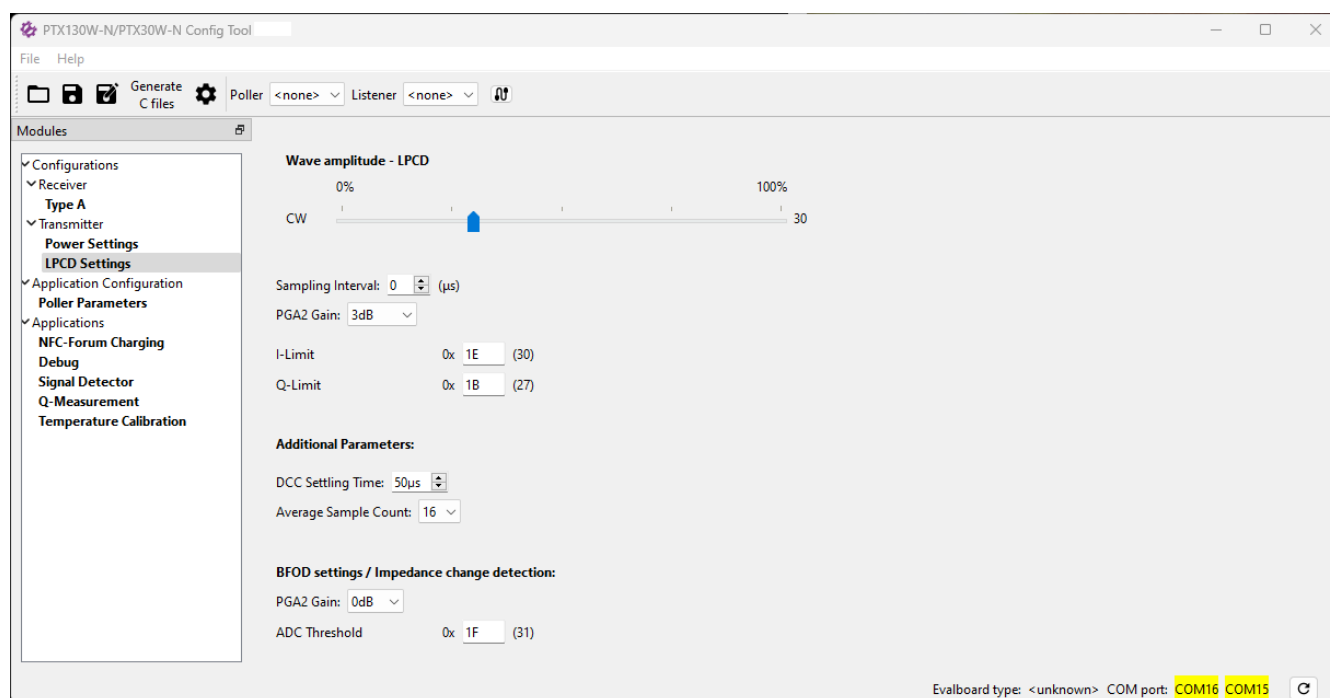 PTX130W-N/PTX30W-N Config Tool
File Help
Generate C files Poller <none> Listener <none>
Modules
Configurations
Receiver
Type A
Transmitter
Power Settings
LPCD Settings
Application Configuration
Poller Parameters
Applications
NFC-Forum Charging
Debug
Signal Detector
Q-Measurement
Temperature Calibration
Wave amplitude - LPCD
0% 100%
CW 30
Sampling Interval: 0 (µs)
PGA2 Gain: 3dB
I-Limit 0x 1E (30)
Q-Limit 0x 1B (27)
Additional Parameters:
DCC Settling Time: 50µs
Average Sample Count: 16
BFOD settings / Impedance change detection:
PGA2 Gain: 0dB
ADC Threshold 0x 1F (31)
Evalboard type: <unknown> COM port: COM16 COM15